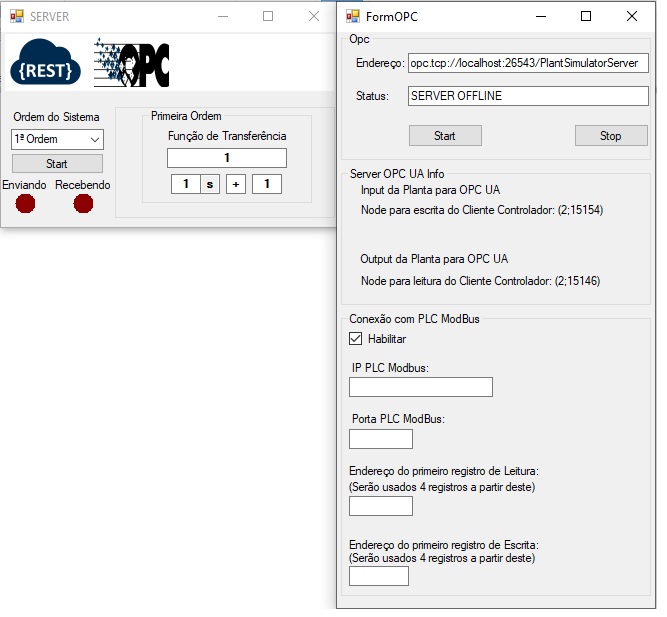 SERVER
{REST}
OPC
Ordem do Sistema
1ª Ordem
Start
Enviando Recebendo
Primeira Ordem
Função de Transferência
1
1 s + 1
FormOPC
Opc
Endereço: opc.tcp://localhost:26543/PlantSimulatorServer
Status: SERVER OFFLINE
Start Stop
Server OPC UA Info
Input da Planta para OPC UA
Node para escrita do Cliente Controlador: (2;15154)
Output da Planta para OPC UA
Node para leitura do Cliente Controlador: (2;15146)
Conexão com PLC ModBus
Habilitar
IP PLC Modbus:
Porta PLC ModBus:
Endereço do primeiro registro de Leitura:
(Serão usados 4 registros a partir deste)
Endereço do primeiro registro de Escrita:
(Serão usados 4 registros a partir deste)